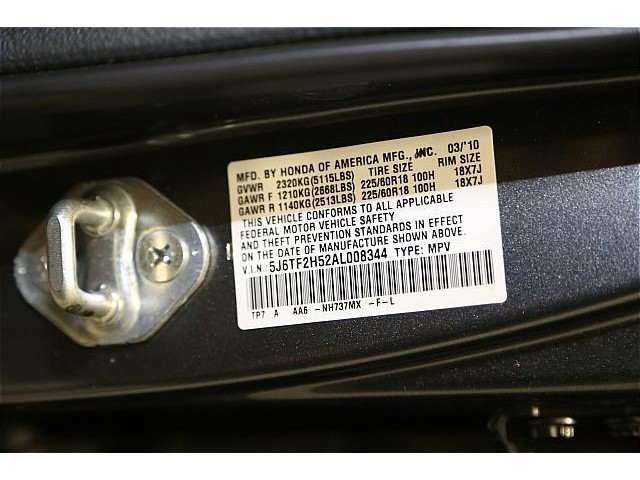 MFD. BY HONDA OF AMERICA MFG., INC. 03/'10
GVWR 2320KG(5115LBS) TIRE SIZE RIM SIZE
GAWR F 1210KG(2668LBS) 225/60R18 100H 18X7J
GAWR R 1140KG(2513LBS) 225/60R18 100H 18X7J
THIS VEHICLE CONFORMS TO ALL APPLICABLE
FEDERAL MOTOR VEHICLE SAFETY
AND THEFT PREVENTION STANDARDS IN EFFECT
ON THE DATE OF MANUFACTURE SHOWN ABOVE.
V.I.N. 5J6TF2H52AL008344 TYPE: MPV
TP7 A AA6 -NH737MX -F-L